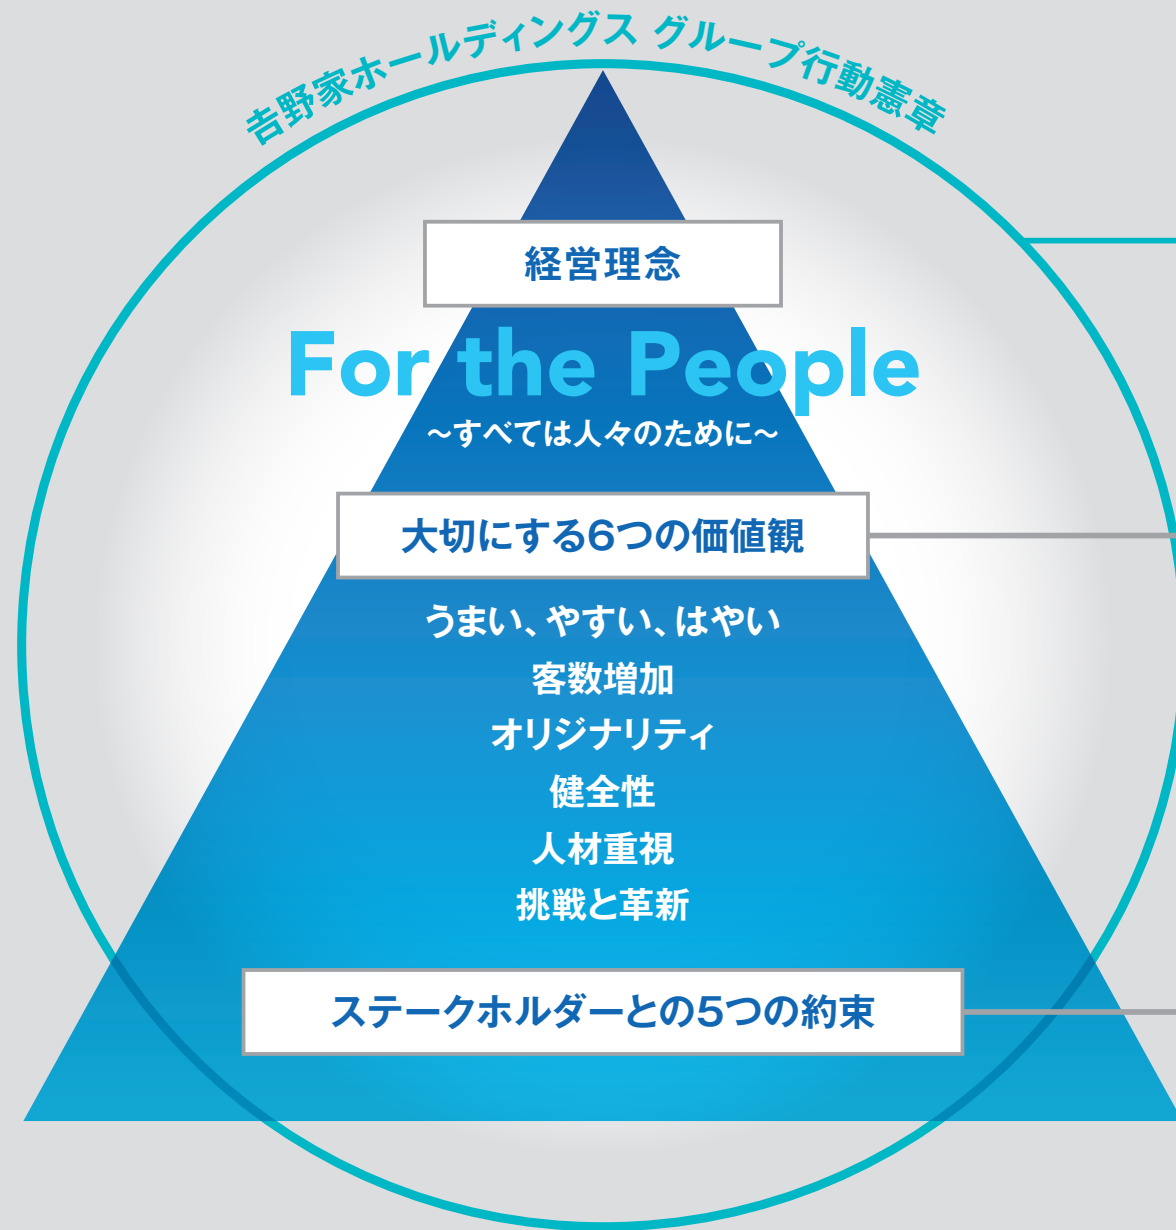 𠮷野家ホールディングス グループ行動憲章
経営理念
For the People
～すべては人々のために～
大切にする6つの価値観
うまい、やすい、はやい
客数増加
オリジナリティ
健全性
人材重視
挑戦と革新
ステークホルダーとの5つの約束